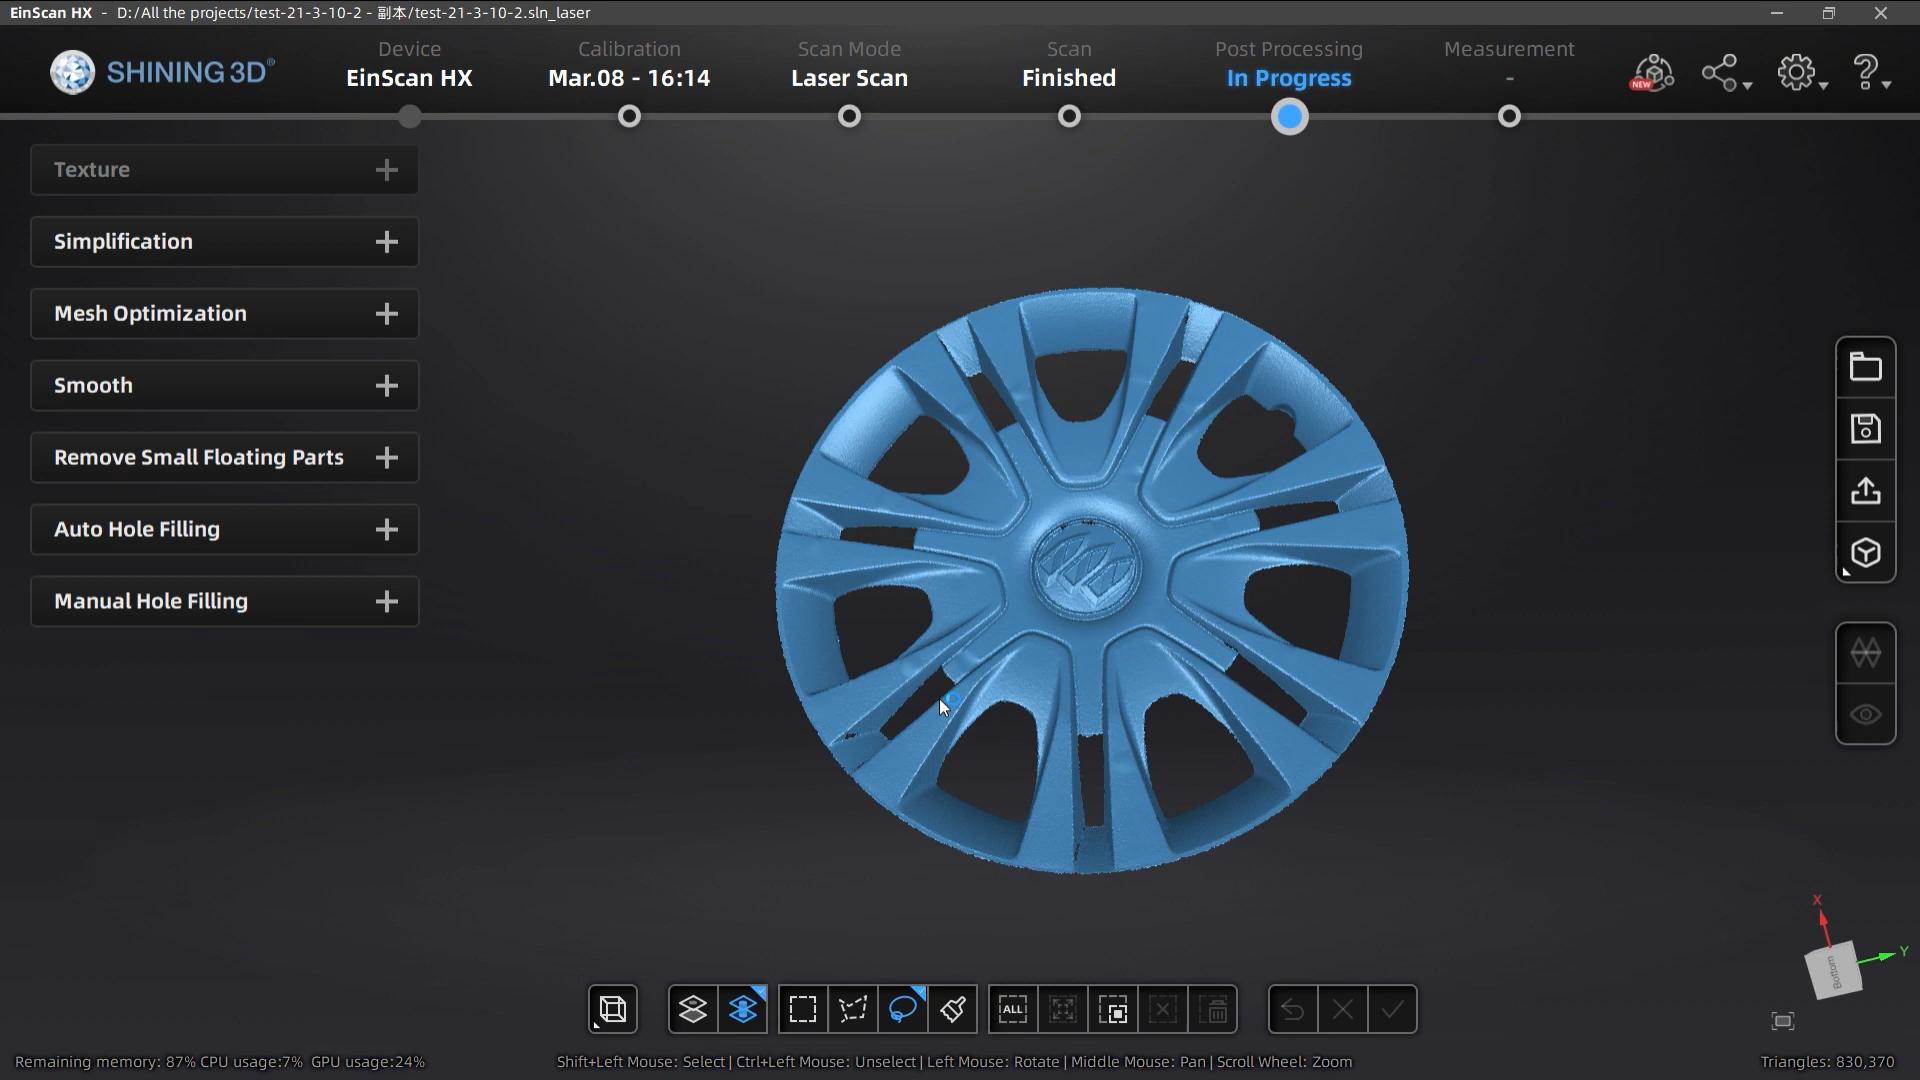 EinScan HX - D:/All the projects/test-21-3-10-2 - 副本/test-21-3-10-2.sln_laser
SHINING 3D®
Device
EinScan HX
Calibration
Mar.08 - 16:14
Scan Mode
Laser Scan
Scan
Finished
Post Processing
In Progress
Measurement
-
NEW
?
Texture
Simplification
Mesh Optimization
Smooth
Remove Small Floating Parts
Auto Hole Filling
Manual Hole Filling
X
Y
Bottom
ALL
Remaining memory: 87% CPU usage:7% GPU usage:24%
Shift+Left Mouse: Select | Ctrl+Left Mouse: Unselect | Left Mouse: Rotate | Middle Mouse: Pan | Scroll Wheel: Zoom
Triangles: 830,370